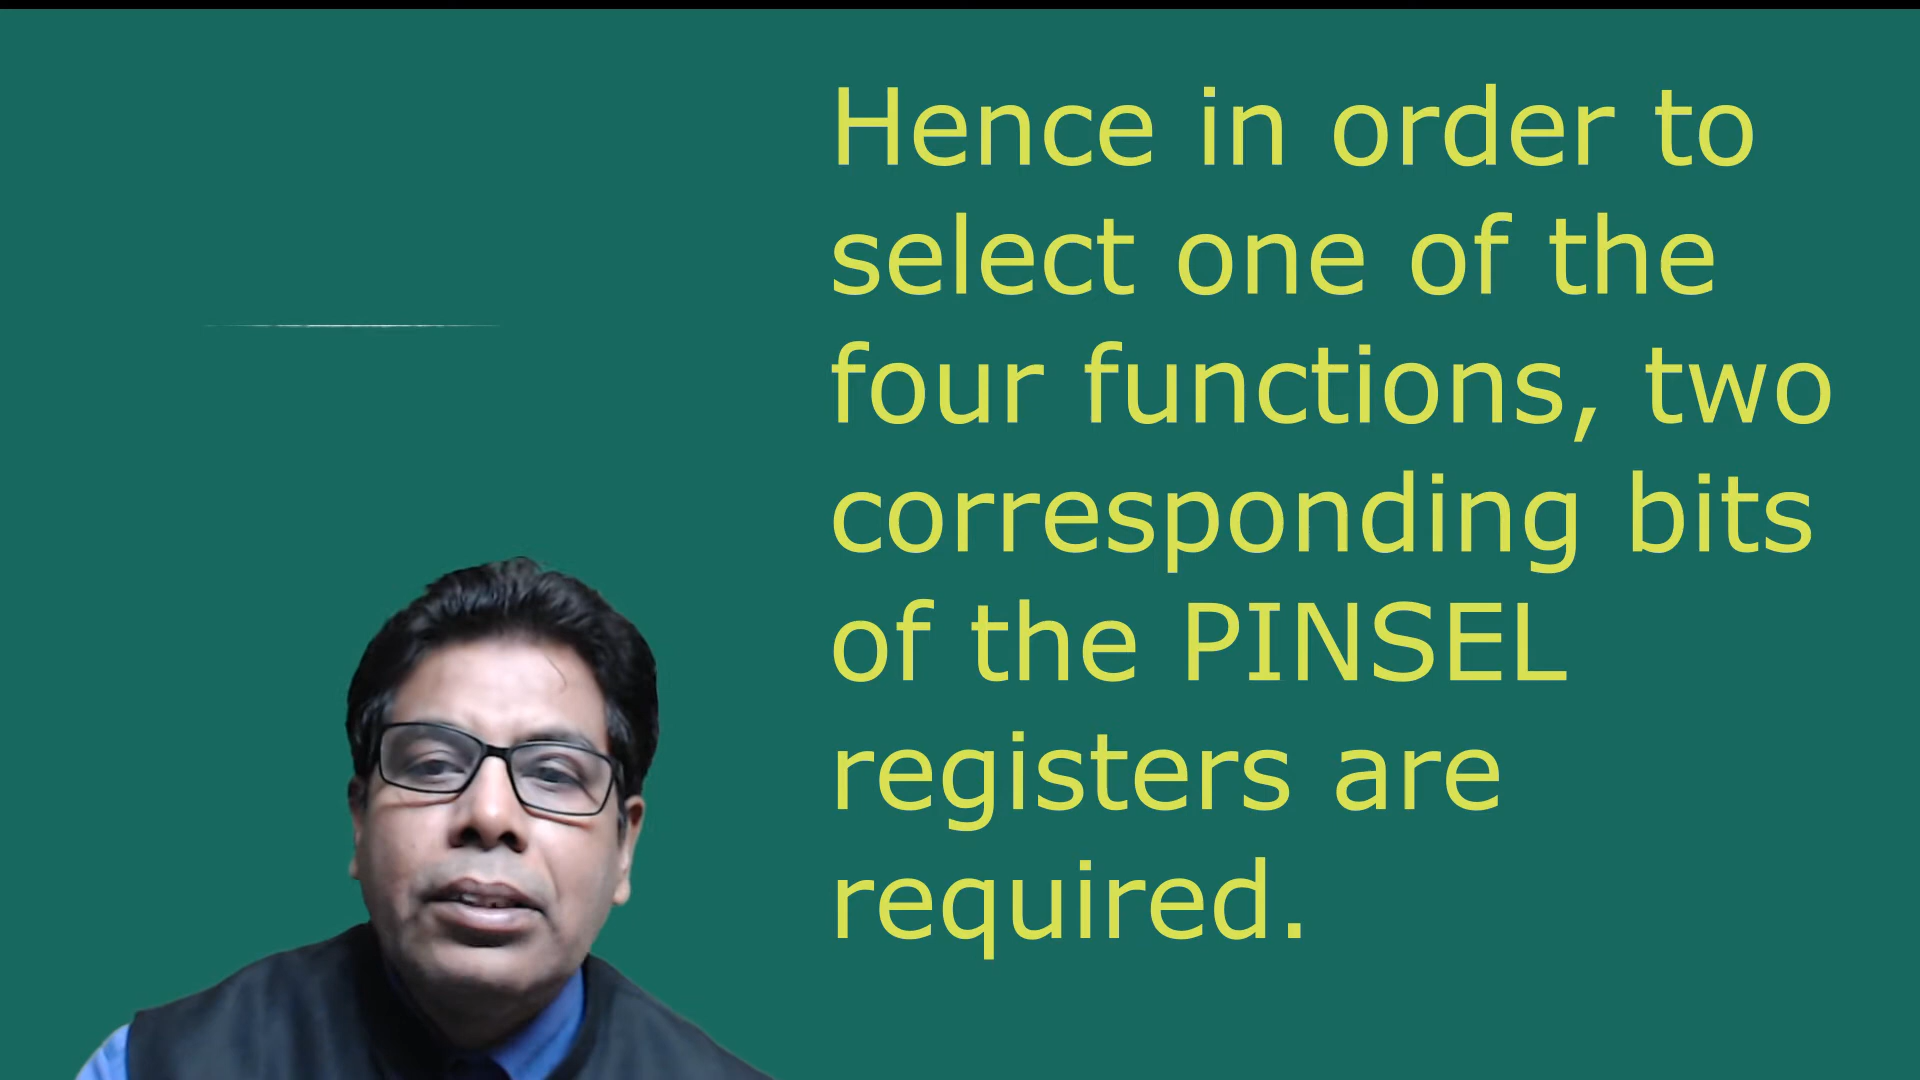 Hence in order to
select one of the
four functions, two
corresponding bits
of the PINSEL
registers are
required.